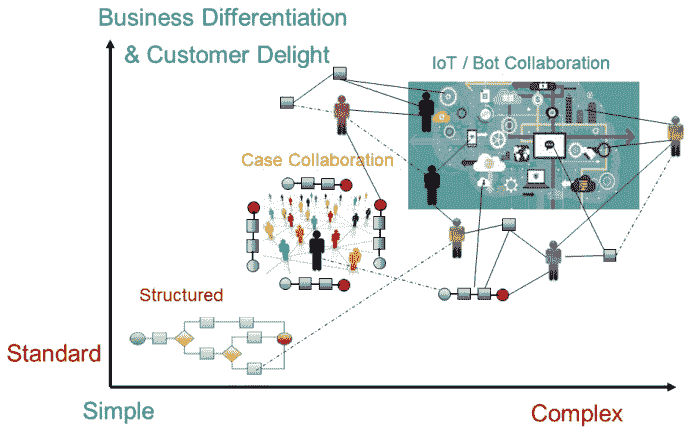 Business Differentiation
& Customer Delight
IoT / Bot Collaboration
Case Collaboration
Structured
Standard
Simple
Complex